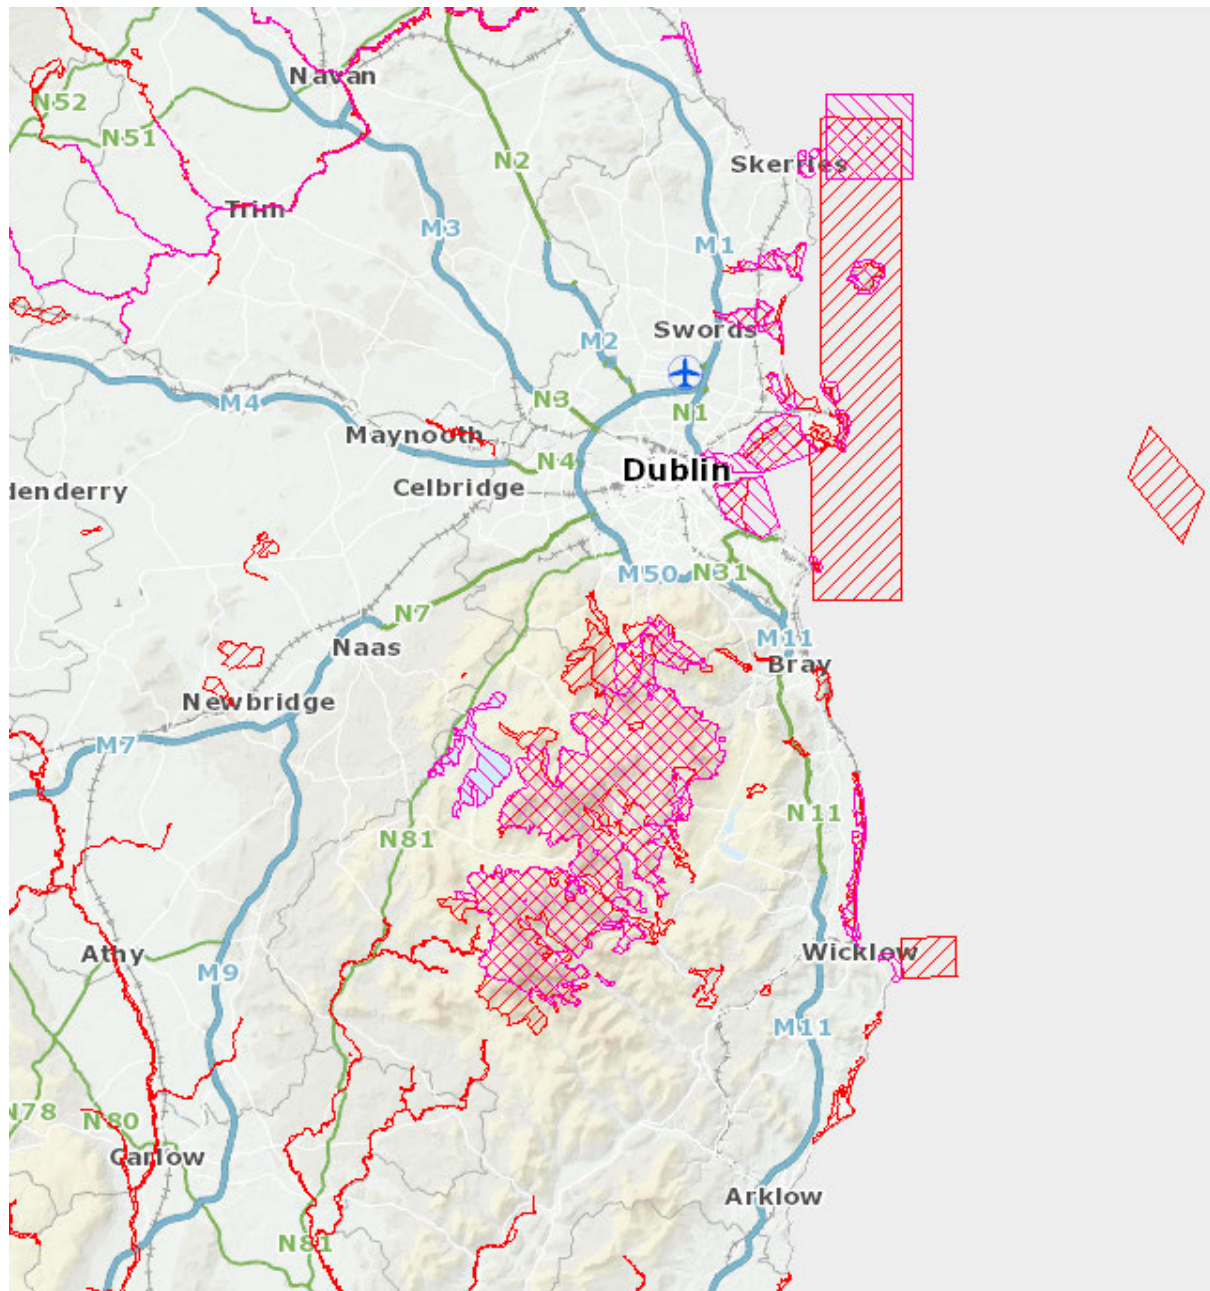 Navan
N52
N51
N2
Skerries
Trim
M3
M1
Swords
M2
M4
N3
N1
Maynooth
N4
Dublin
Celbridge
denderry
M50
N31
N7
M11
Naas
Bray
Newbridge
M7
N11
N81
Athy
Wicklow
M9
M11
N78
N80
Carlow
Arklow
N81